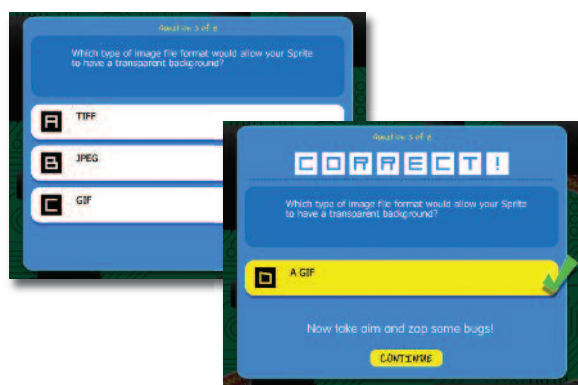 Question 3 of 8
Which type of image file format would allow your Sprite
to have a transparent background?
A TIFF
B JPEG
C GIF
Question 3 of 8
CORRECT!
Which type of image file format would allow your Sprite
to have a transparent background?
D A GIF
Now take aim and zap some bugs!
CONTINUE